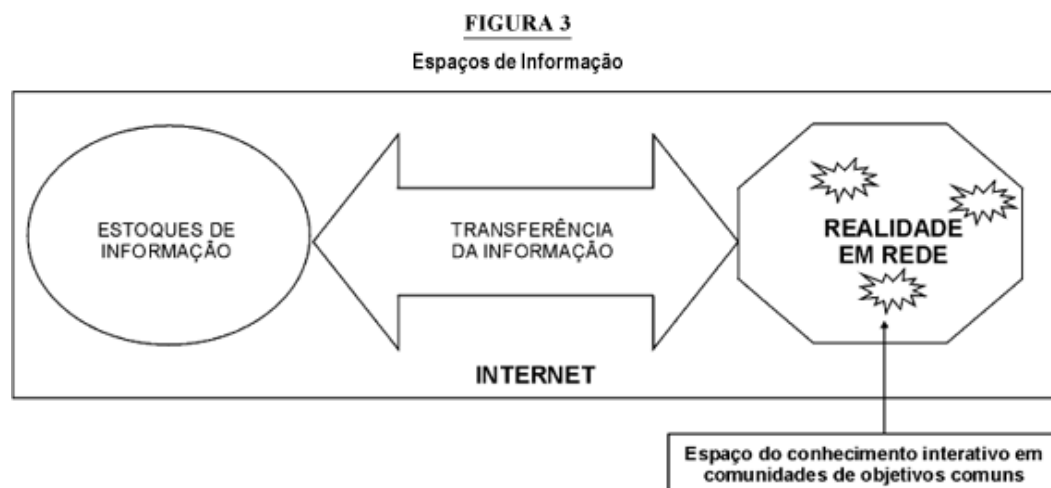 FIGURA 3
Espaços de Informação
ESTOQUES DE
INFORMAÇÃO
TRANSFERÊNCIA
DA INFORMAÇÃO
REALIDADE
EM REDE
INTERNET
Espaço do conhecimento interativo em
comunidades de objetivos comuns